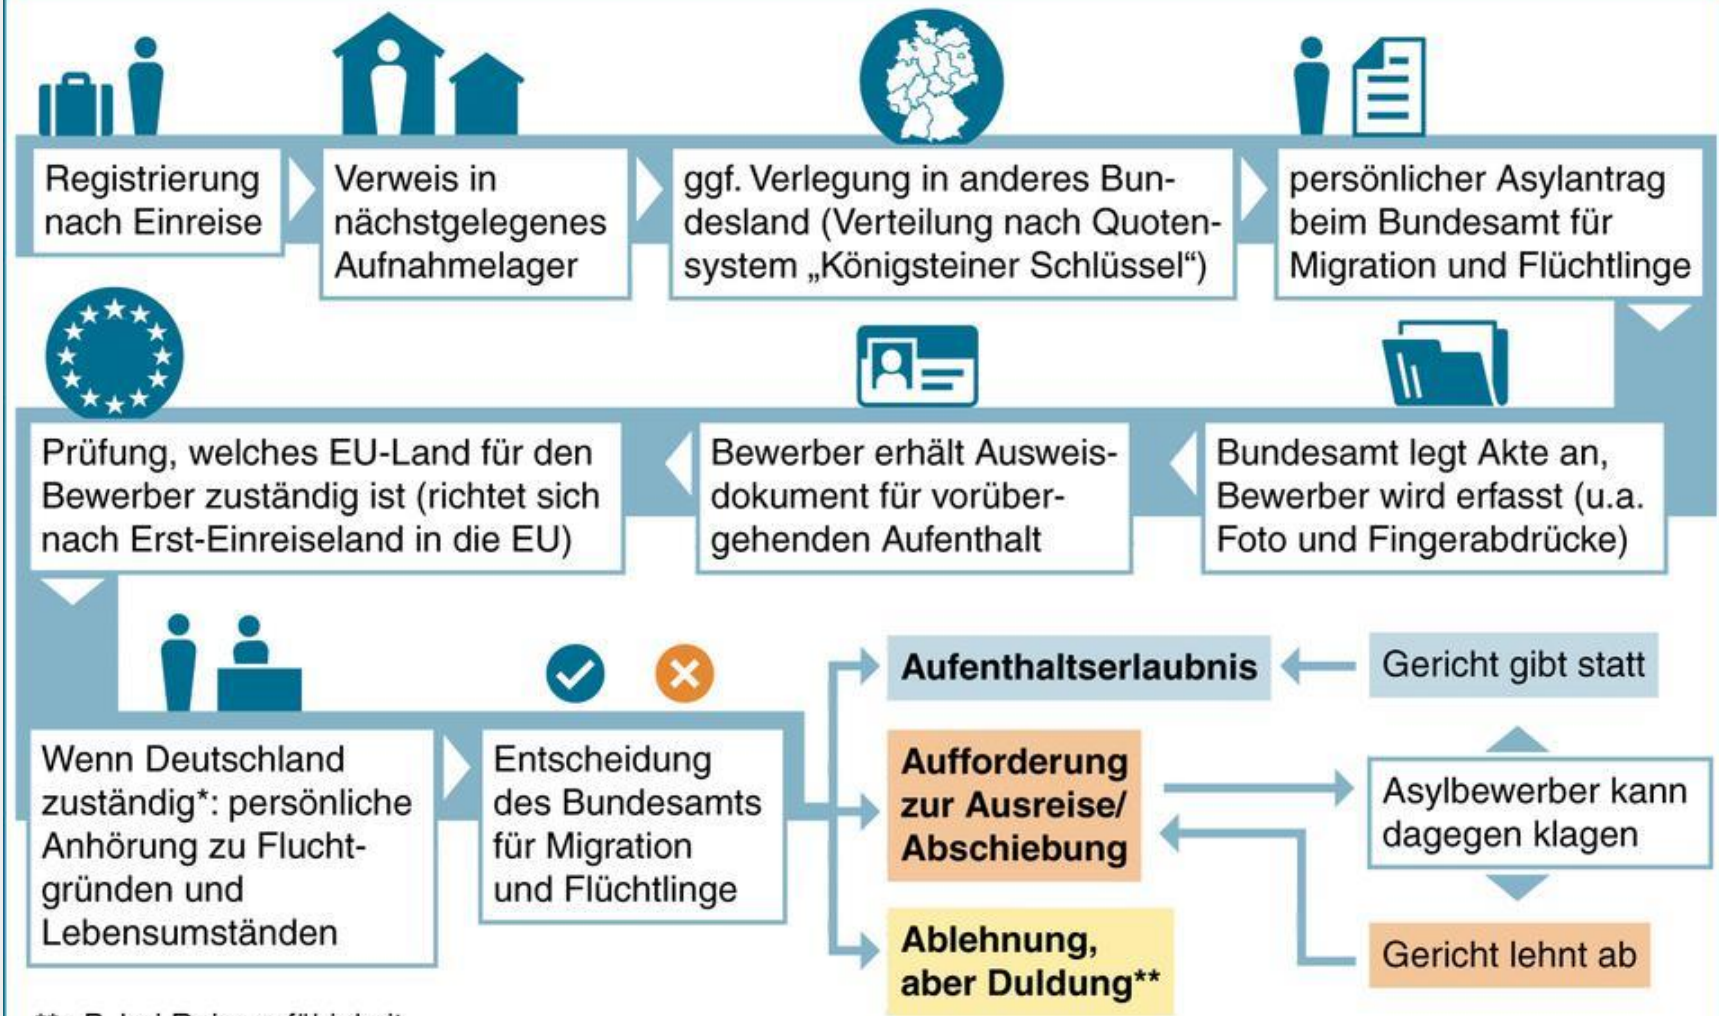 Registrierung
nach Einreise
Verweis in
nächstgelegenes
Aufnahmelager
ggf. Verlegung in anderes Bun-
desland (Verteilung nach Quoten-
system „Königsteiner Schlüssel“)
persönlicher Asylantrag
beim Bundesamt für
Migration und Flüchtlinge
Bundesamt legt Akte an,
Bewerber wird erfasst (u.a.
Foto und Fingerabdrücke)
Bewerber erhält Ausweis-
dokument für vorüber-
gehenden Aufenthalt
Prüfung, welches EU-Land für den
Bewerber zuständig ist (richtet sich
nach Erst-Einreiseland in die EU)
Wenn Deutschland
zuständig*: persönliche
Anhörung zu Flucht-
gründen und
Lebensumständen
Entscheidung
des Bundesamts
für Migration
und Flüchtlinge
Aufenthaltserlaubnis
Aufforderung
zur Ausreise/
Abschiebung
Ablehnung,
aber Duldung**
Gericht gibt statt
Asylbewerber kann
dagegen klagen
Gericht lehnt ab